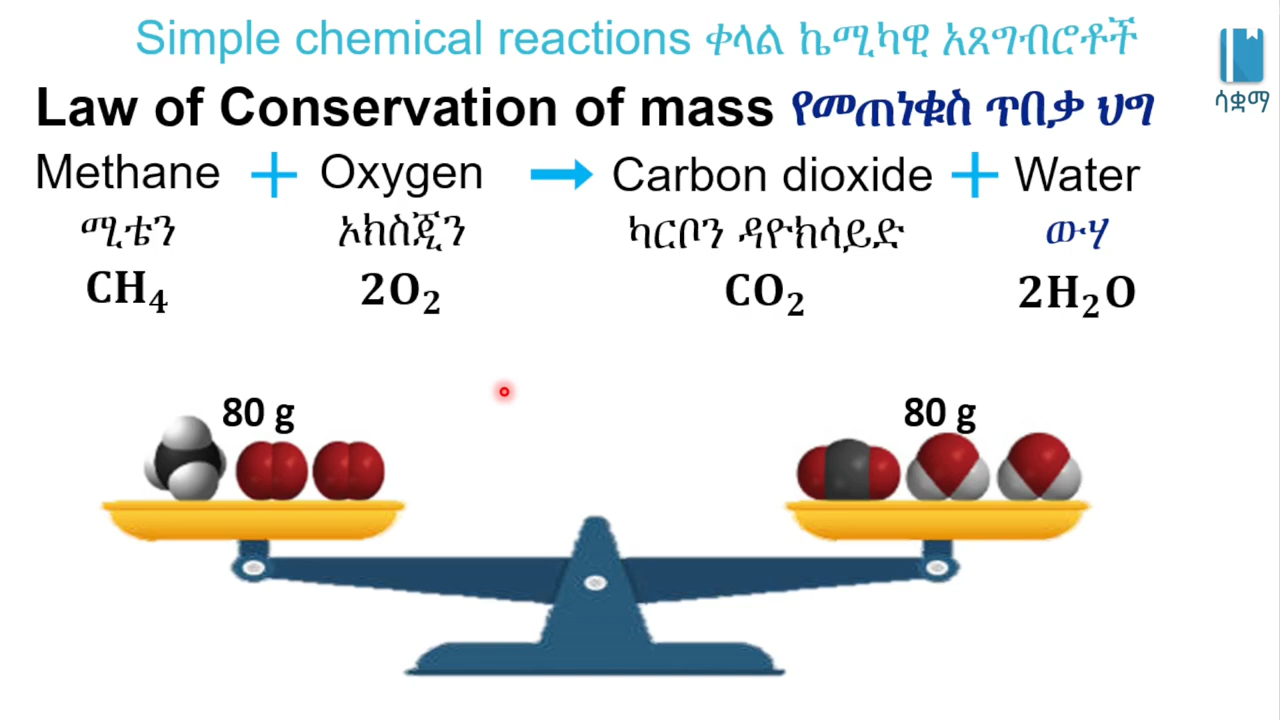 Simple chemical reactions ቀላል ኬሚካዊ አጸግብሮቶች
ሳቋማ
Law of Conservation of mass የመጠነቁስ ጥበቃ ህግ
Methane + Oxygen → Carbon dioxide + Water
ሚቴን ኦክስጂን ካርቦን ዳዮክሳይድ ውሃ
CH₄ 2O₂ CO₂ 2H₂O
80 g 80 g